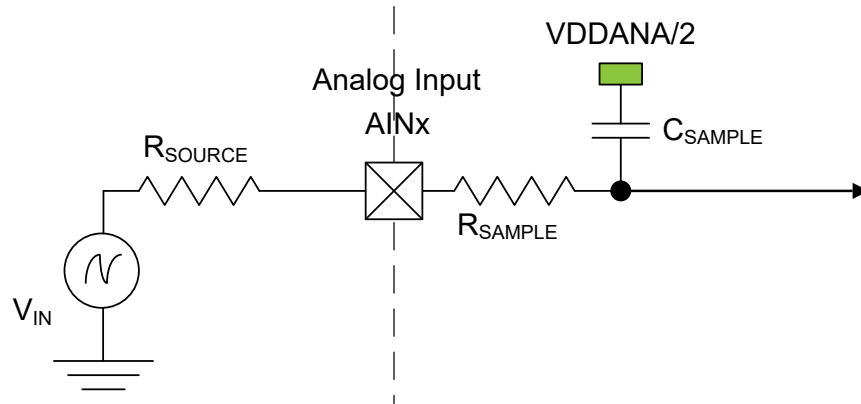 VDDANA/2
Analog Input
AINx
CSAMPLE
RSOURCE
RSAMPLE
VIN